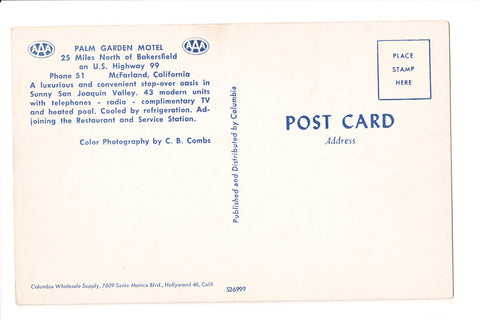 AAA
PALM GARDEN MOTEL
AAA
25 Miles North of Bakersfield
on U.S. Highway 99
Phone 51 McFarland, California
A luxurious and convenient stop-over oasis in
Sunny San Joaquin Valley. 43 modern units
with telephones - radio - complimentary TV
and heated pool. Cooled by refrigeration. Ad-
joining the Restaurant and Service Station.
Color Photography by C. B. Combs
Columbia Wholesale Supply, 7609 Santa Monica Blvd., Hollywood 46, Calif.
Published and Distributed by Columbia
S26999
PLACE
STAMP
HERE
POST CARD
Address